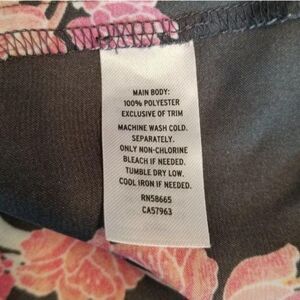 MAIN BODY:
100% POLYESTER
EXCLUSIVE OF TRIM
MACHINE WASH COLD.
SEPARATELY.
ONLY NON-CHLORINE
BLEACH IF NEEDED.
TUMBLE DRY LOW.
COOL IRON IF NEEDED.
RN58665
CA57963